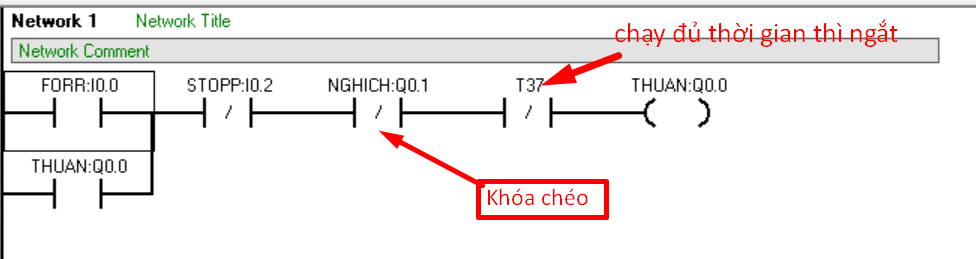 Network 1 Network Title
chạy đủ thời gian thì ngắt
Network Comment
FORR:I0.0 STOPP:I0.2 NGHICH:Q0.1 T37 THUAN:Q0.0
THUAN:Q0.0
Khóa chéo